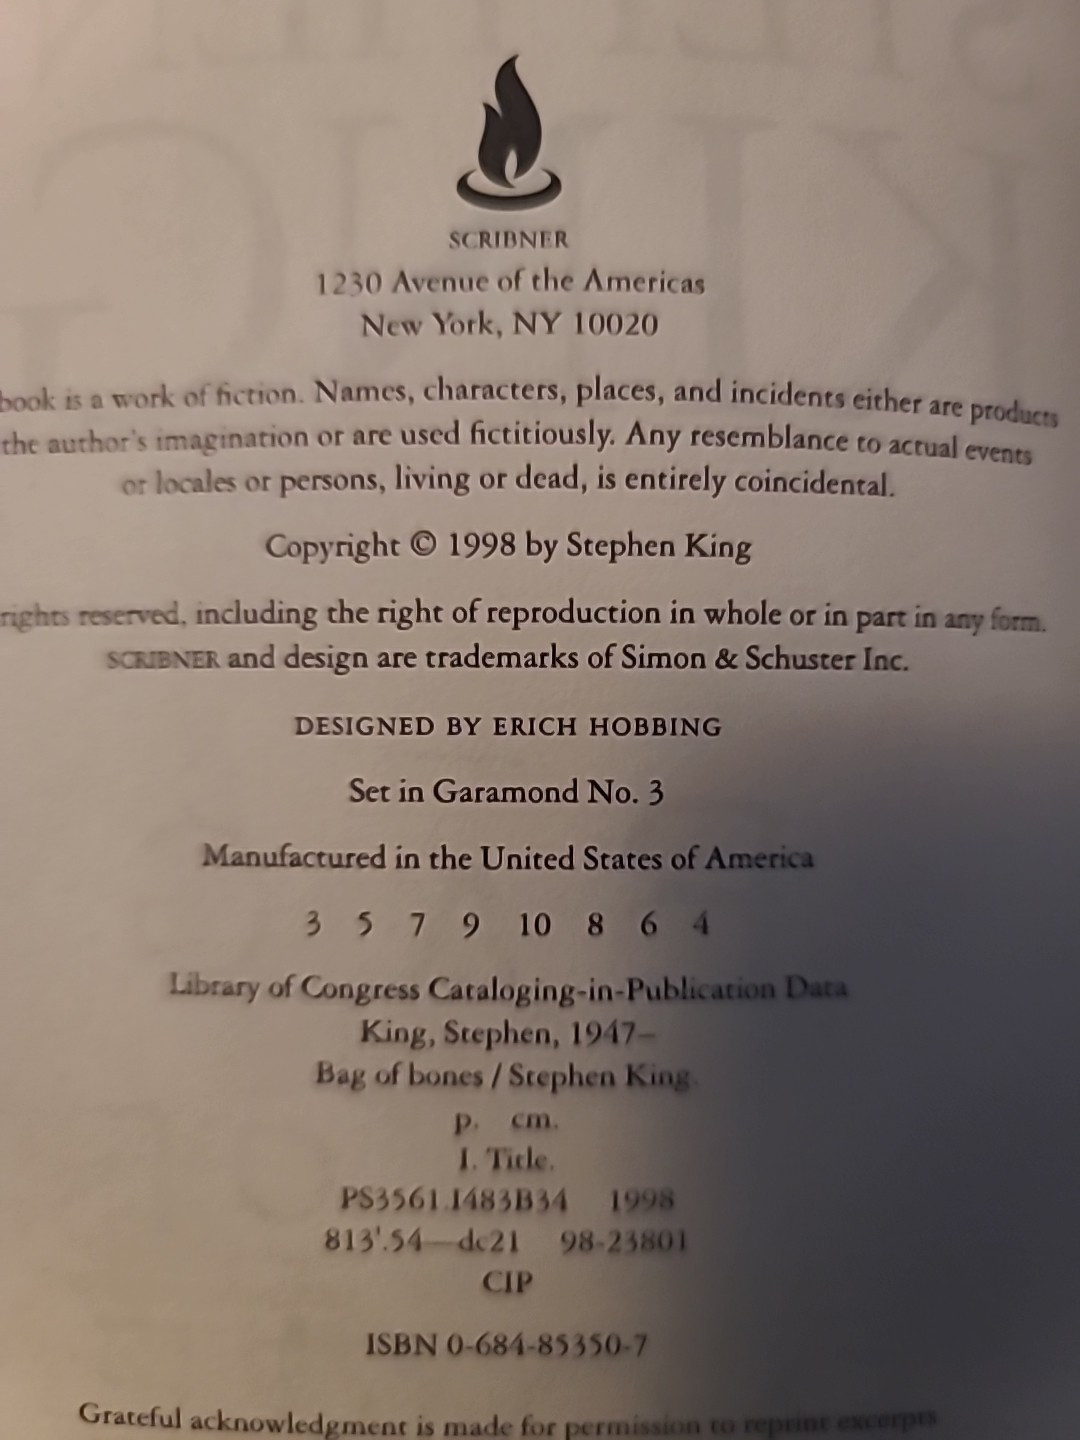 SCRIBNER
1230 Avenue of the Americas
New York, NY 10020
book is a work of fiction. Names, characters, places, and incidents either are products
the author's imagination or are used fictitiously. Any resemblance to actual events
or locales or persons, living or dead, is entirely coincidental.
Copyright © 1998 by Stephen King
rights reserved, including the right of reproduction in whole or in part in any form.
SCRIBNER and design are trademarks of Simon & Schuster Inc.
DESIGNED BY ERICH HOBBING
Set in Garamond No. 3
Manufactured in the United States of America
3 5 7 9 10 8 6 4
Library of Congress Cataloging-in-Publication Data
King, Stephen, 1947–
Bag of bones / Stephen King.
p. cm.
I. Title.
PS3561.I483B34 1998
813'.54—dc21 98-23801
CIP
ISBN 0-684-85350-7
Grateful acknowledgment is made for permission to reprint excerpts